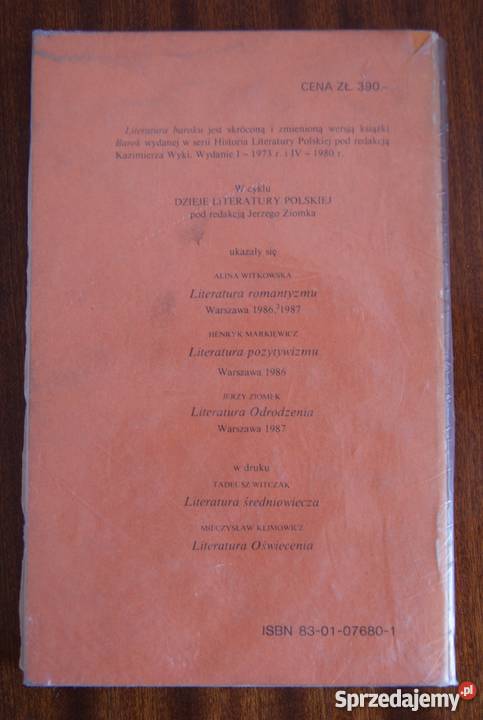 CENA ZŁ. 390.–
Literatura baroku jest skróconą i zmienioną wersją książki
Barok wydanej w serii Historia Literatury Polskiej pod redakcją
Kazimierza Wyki. Wydanie I – 1973 r. i IV – 1980 r.
W cyklu
DZIEJE LITERATURY POLSKIEJ
pod redakcją Jerzego Ziomka
ukazały się
ALINA WITKOWSKA
Literatura romantyzmu
Warszawa 1986, ²1987
HENRYK MARKIEWICZ
Literatura pozytywizmu
Warszawa 1986
JERZY ZIOMEK
Literatura Odrodzenia
Warszawa 1987
w druku
TADEUSZ WITCZAK
Literatura średniowiecza
MIECZYSŁAW KLIMOWICZ
Literatura Oświecenia
ISBN 83-01-07680-1
Sprzedajemy.pl